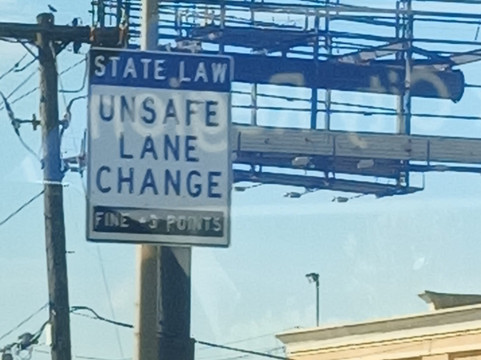 STATE LAW
UNSAFE
LANE
CHANGE
FINE +3 POINTS